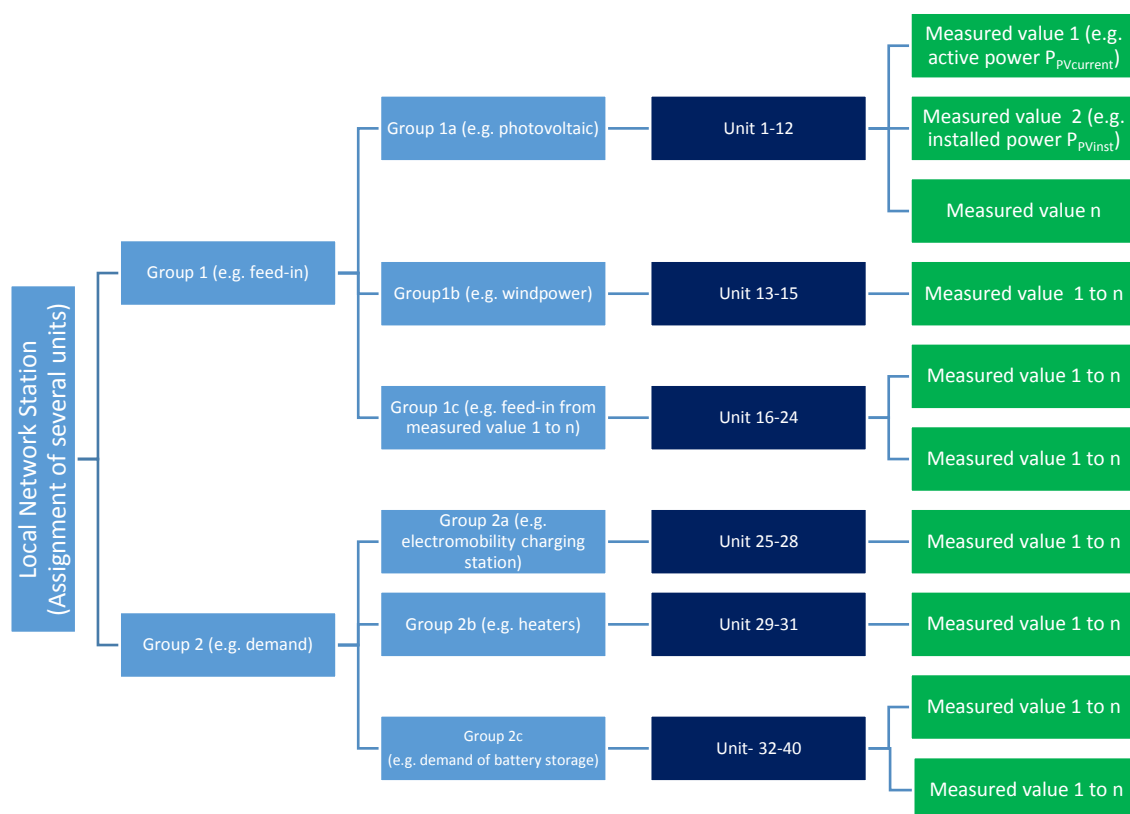 Local Network Station
(Assignment of several units)
Group 1 (e.g. feed-in)
Group 1a (e.g. photovoltaic)
Unit 1-12
Measured value 1 (e.g.
active power PPVcurrent)
Measured value  2 (e.g.
installed power PPVinst)
Measured value n
Group1b (e.g. windpower)
Unit 13-15
Measured value  1 to n
Group 1c (e.g. feed-in from
measured value 1 to n)
Unit 16-24
Measured value 1 to n
Measured value 1 to n
Group 2 (e.g. demand)
Group 2a (e.g.
electromobility charging
station)
Unit 25-28
Measured value 1 to n
Group 2b (e.g. heaters)
Unit 29-31
Measured value 1 to n
Group 2c
(e.g. demand of battery storage)
Unit- 32-40
Measured value 1 to n
Measured value 1 to n